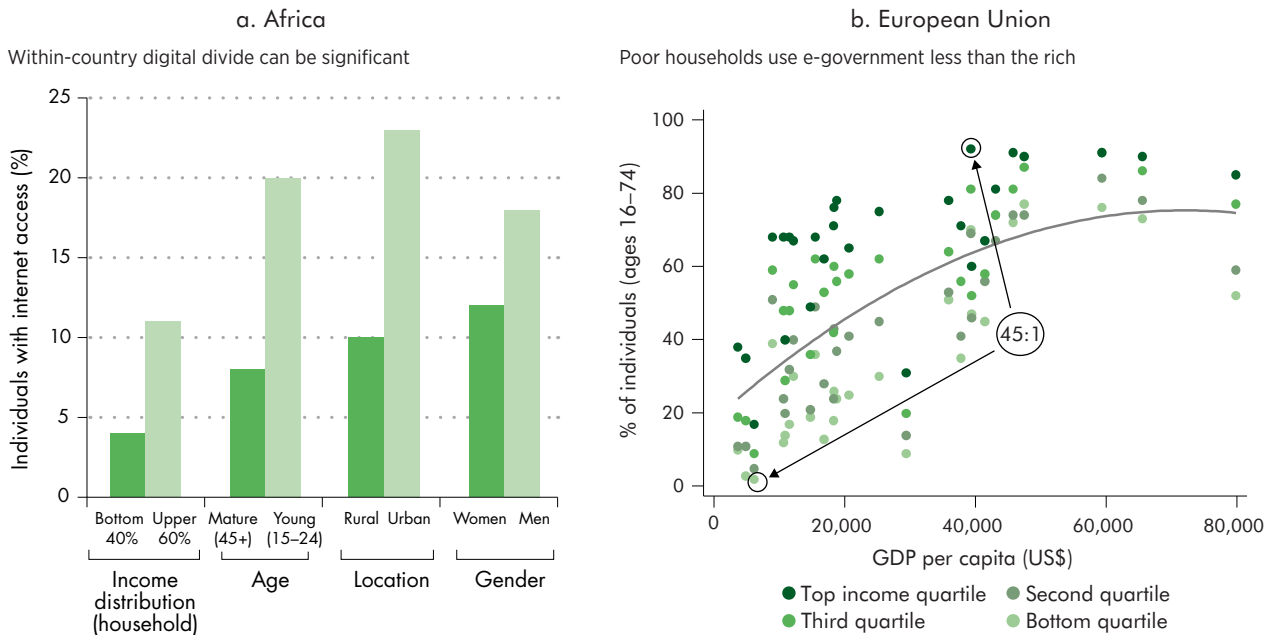 a. Africa
Within-country digital divide can be significant
Individuals with internet access (%)
25
20
15
10
5
0
Bottom 40%
Upper 60%
Mature (45+)
Young (15–24)
Rural
Urban
Women
Men
Income distribution (household)
Age
Location
Gender
b. European Union
Poor households use e-government less than the rich
% of individuals (ages 16–74)
100
80
60
40
20
0
45:1
0
20,000
40,000
60,000
80,000
GDP per capita (US$)
Top income quartile
Second quartile
Third quartile
Bottom quartile